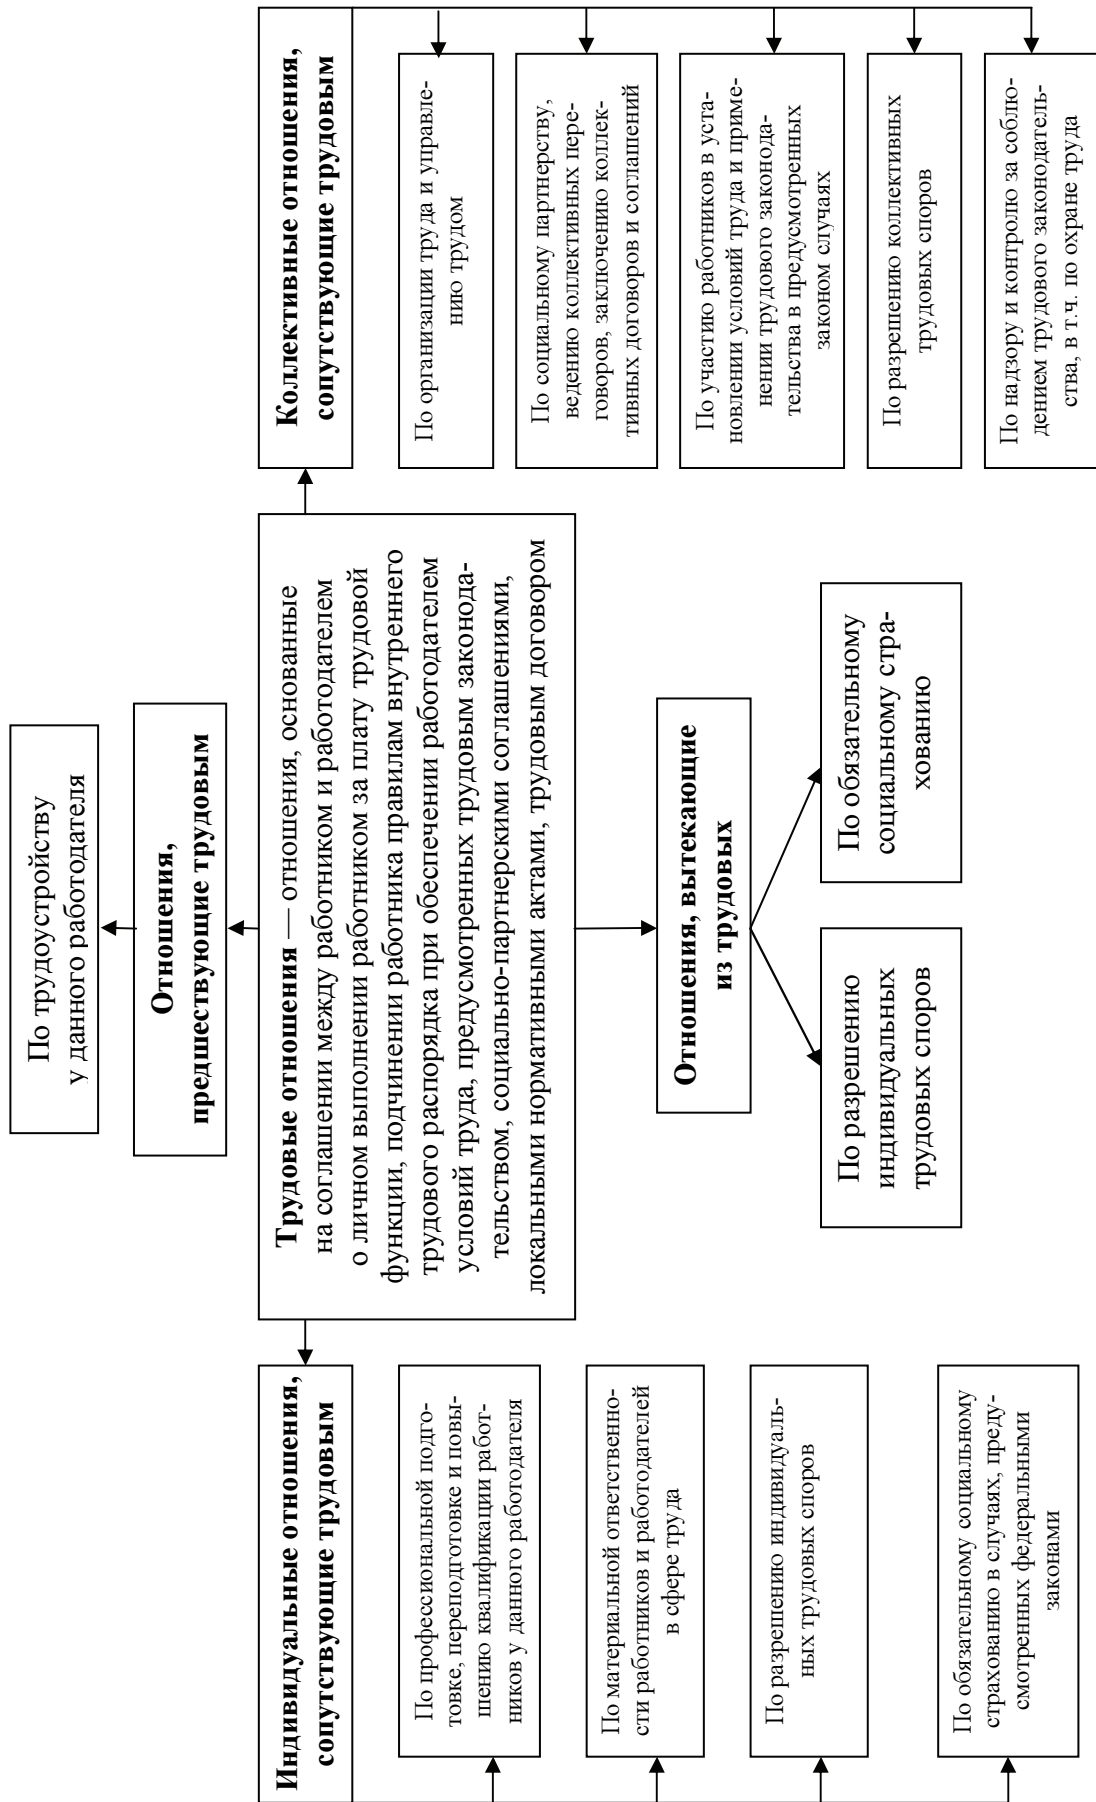 По трудоустройству
у данного работодателя
Отношения,
предшествующие трудовым
Индивидуальные отношения,
сопутствующие трудовым
Трудовые отношения — отношения, основанные
на соглашении между работником и работодателем
о личном выполнении работником за плату трудовой
функции, подчинении работника правилам внутреннего
трудового распорядка при обеспечении работодателем
условий труда, предусмотренных трудовым законода-
тельством, социально-партнерскими соглашениями,
локальными нормативными актами, трудовым договором
Коллективные отношения,
сопутствующие трудовым
По профессиональной подго-
товке, переподготовке и повы-
шению квалификации работ-
ников у данного работодателя
По материальной ответственно-
сти работников и работодателей
в сфере труда
По разрешению индивидуаль-
ных трудовых споров
По обязательному социальному
страхованию в случаях, преду-
смотренных федеральными
законами
Отношения, вытекающие
из трудовых
По разрешению
индивидуальных
трудовых споров
По обязательному
социальному стра-
хованию
По организации труда и управле-
нию трудом
По социальному партнерству,
ведению коллективных пере-
говоров, заключению коллек-
тивных договоров и соглашений
По участию работников в уста-
новлении условий труда и приме-
нении трудового законода-
тельства в предусмотренных
законом случаях
По разрешению коллективных
трудовых споров
По надзору и контролю за соблю-
дением трудового законодатель-
ства, в т.ч. по охране труда